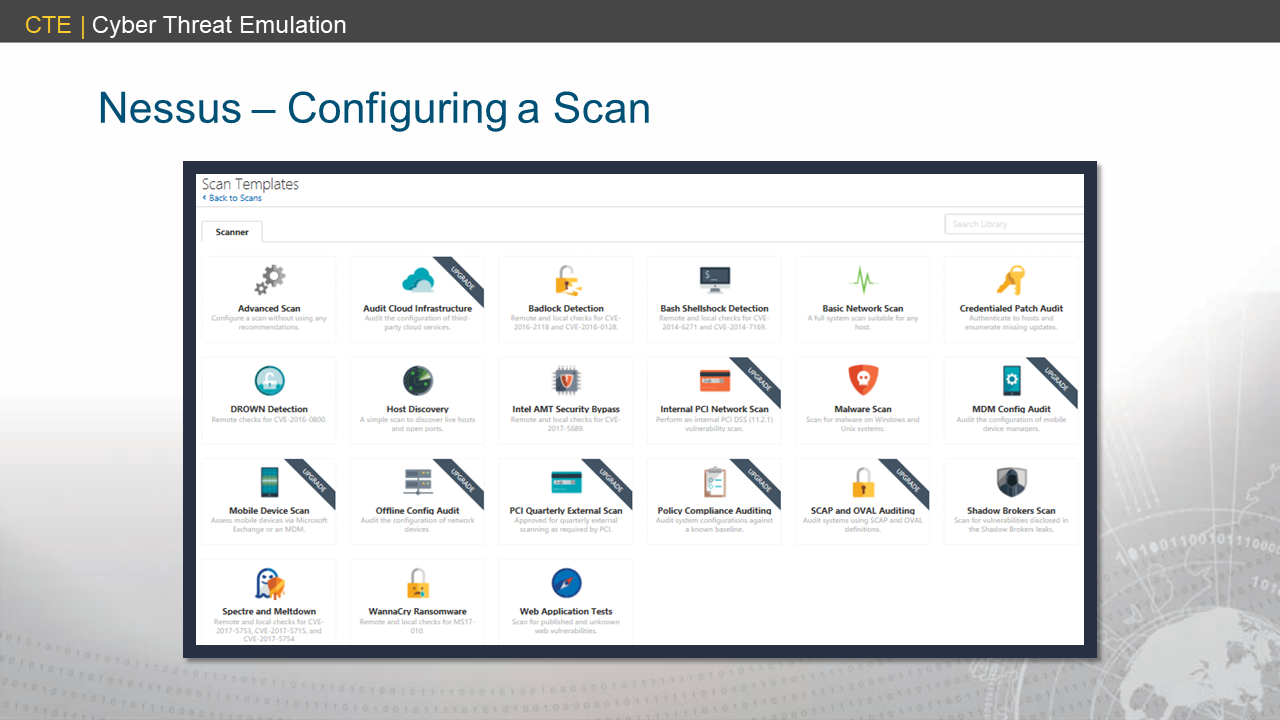 CTE | Cyber Threat Emulation
Nessus – Configuring a Scan
Scan Templates
‹ Back to Scans
Scanner
Search Library
Advanced Scan
Configure a scan without using any
recommendations.
UPGRADE
Audit Cloud Infrastructure
Audit the configuration of third-
party cloud services.
Badlock Detection
Remote and local checks for CVE-
2016-2118 and CVE-2016-0128.
$_
Bash Shellshock Detection
Remote and local checks for CVE-
2014-6271 and CVE-2014-7169.
Basic Network Scan
A full system scan suitable for any
host.
Credentialed Patch Audit
Authenticate to hosts and
enumerate missing updates.
DROWN Detection
Remote checks for CVE-2016-0800.
Host Discovery
A simple scan to discover live hosts
and open ports.
Intel AMT Security Bypass
Remote and local checks for CVE-
2017-5689.
UPGRADE
Internal PCI Network Scan
Perform an internal PCI DSS (11.2.1)
vulnerability scan.
Malware Scan
Scan for malware on Windows and
Unix systems.
UPGRADE
MDM Config Audit
Audit the configuration of mobile
device managers.
UPGRADE
Mobile Device Scan
Assess mobile devices via Microsoft
Exchange or an MDM.
UPGRADE
Offline Config Audit
Audit the configuration of network
devices.
UPGRADE
PCI Quarterly External Scan
Approved for quarterly external
scanning as required by PCI.
UPGRADE
Policy Compliance Auditing
Audit system configurations against
a known baseline.
UPGRADE
SCAP and OVAL Auditing
Audit systems using SCAP and OVAL
definitions.
Shadow Brokers Scan
Scan for vulnerabilities disclosed in
the Shadow Brokers leaks.
Spectre and Meltdown
Remote and local checks for CVE-
2017-5753, CVE-2017-5715, and
CVE-2017-5754
WannaCry Ransomware
Remote and local checks for MS17-
010.
Web Application Tests
Scan for published and unknown
web vulnerabilities.